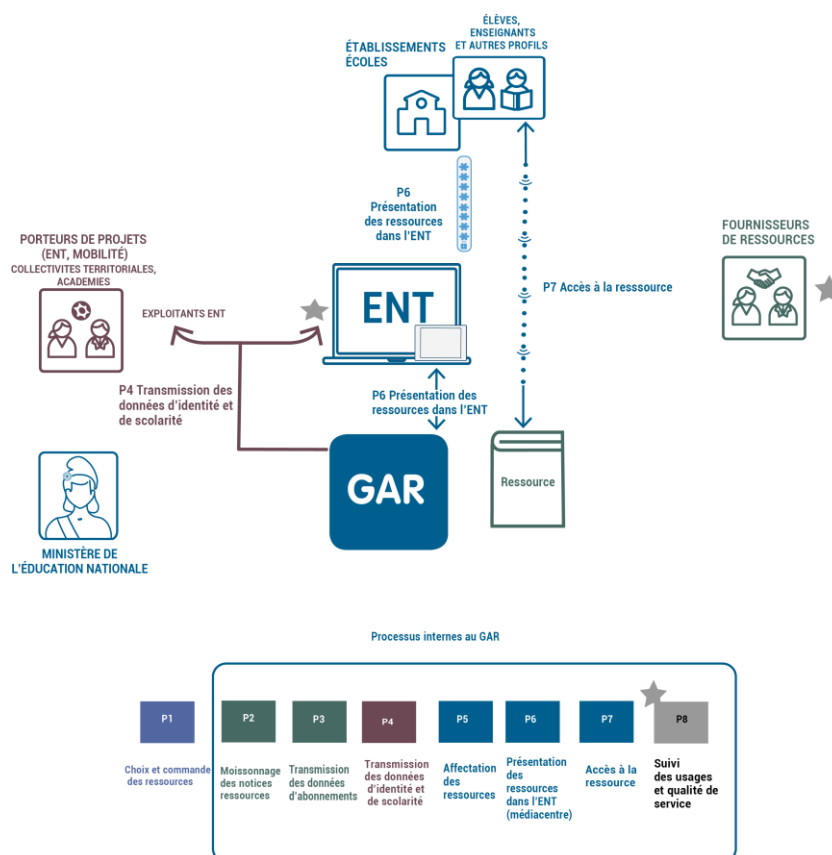 ÉLÈVES,
ENSEIGNANTS
ET AUTRES PROFILS
ÉTABLISSEMENTS
ÉCOLES
P6
Présentation
des ressources
dans l'ENT
PORTEURS DE PROJETS
(ENT, MOBILITÉ)
COLLECTIVITES TERRITORIALES,
ACADEMIES
FOURNISSEURS
DE RESSOURCES
EXPLOITANTS ENT
ENT
P7 Accès à la resssource
P4 Transmission des
données d'identité et
de scolarité
P6 Présentation des
ressources dans l'ENT
GAR
Ressource
MINISTÈRE DE
L'ÉDUCATION NATIONALE
Processus internes au GAR
P1
Choix et commande
des ressources
P2
Moissonnage
des notices
ressources
P3
Transmission
des données
d'abonnements
P4
Transmission
des données
d'identité et
de scolarité
P5
Affectation
des
ressources
P6
Présentation
des
ressources
dans l'ENT
(médiacentre)
P7
Accès à la
ressource
P8
Suivi
des usages
et qualité de
service